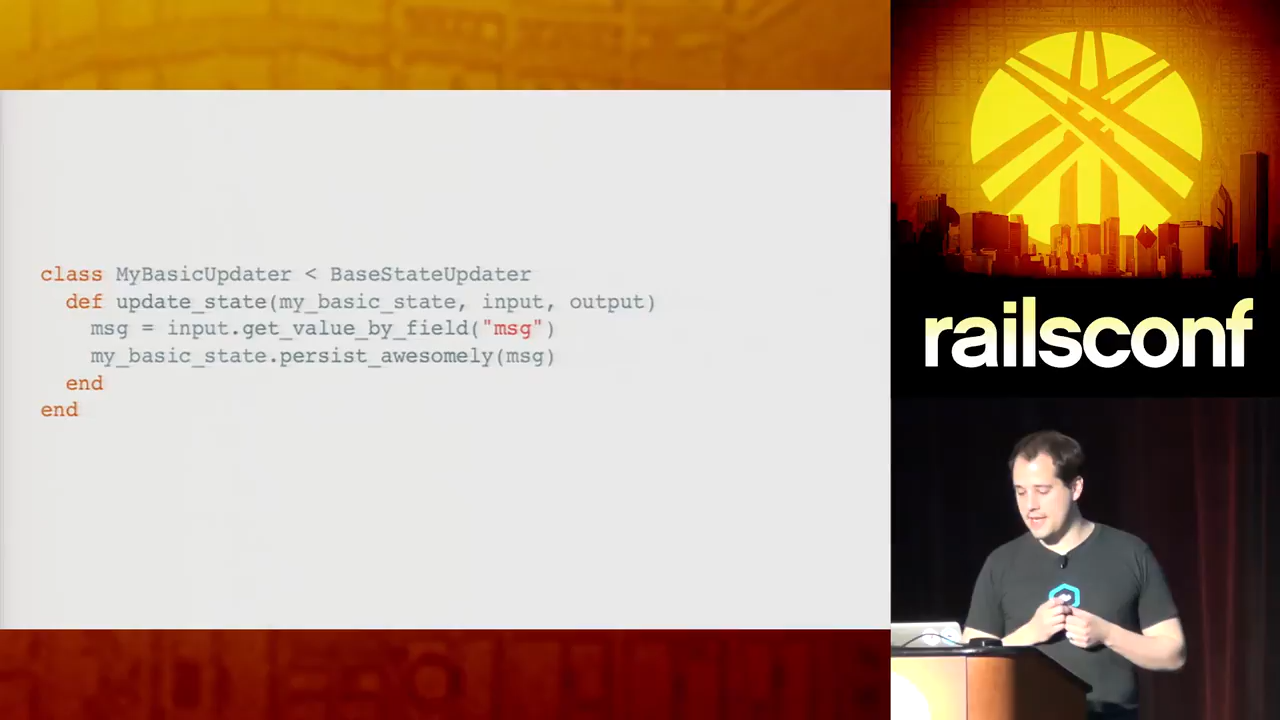 class MyBasicUpdater < BaseStateUpdater
  def update_state(my_basic_state, input, output)
    msg = input.get_value_by_field("msg")
    my_basic_state.persist_awesomely(msg)
  end
end
railsconf